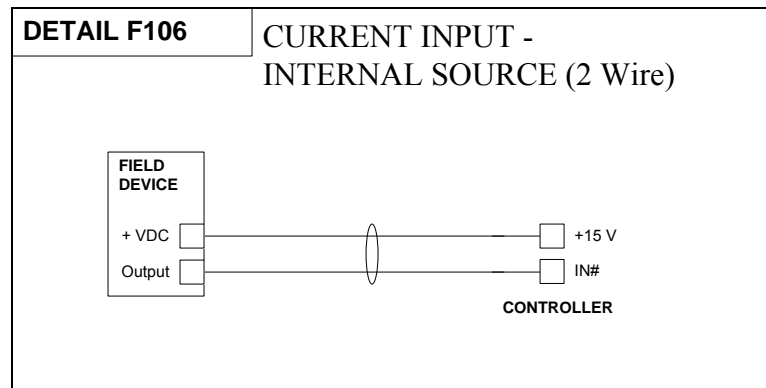 DETAIL F106
CURRENT INPUT -
INTERNAL SOURCE (2 Wire)
FIELD
DEVICE
+ VDC
+15 V
Output
IN#
CONTROLLER